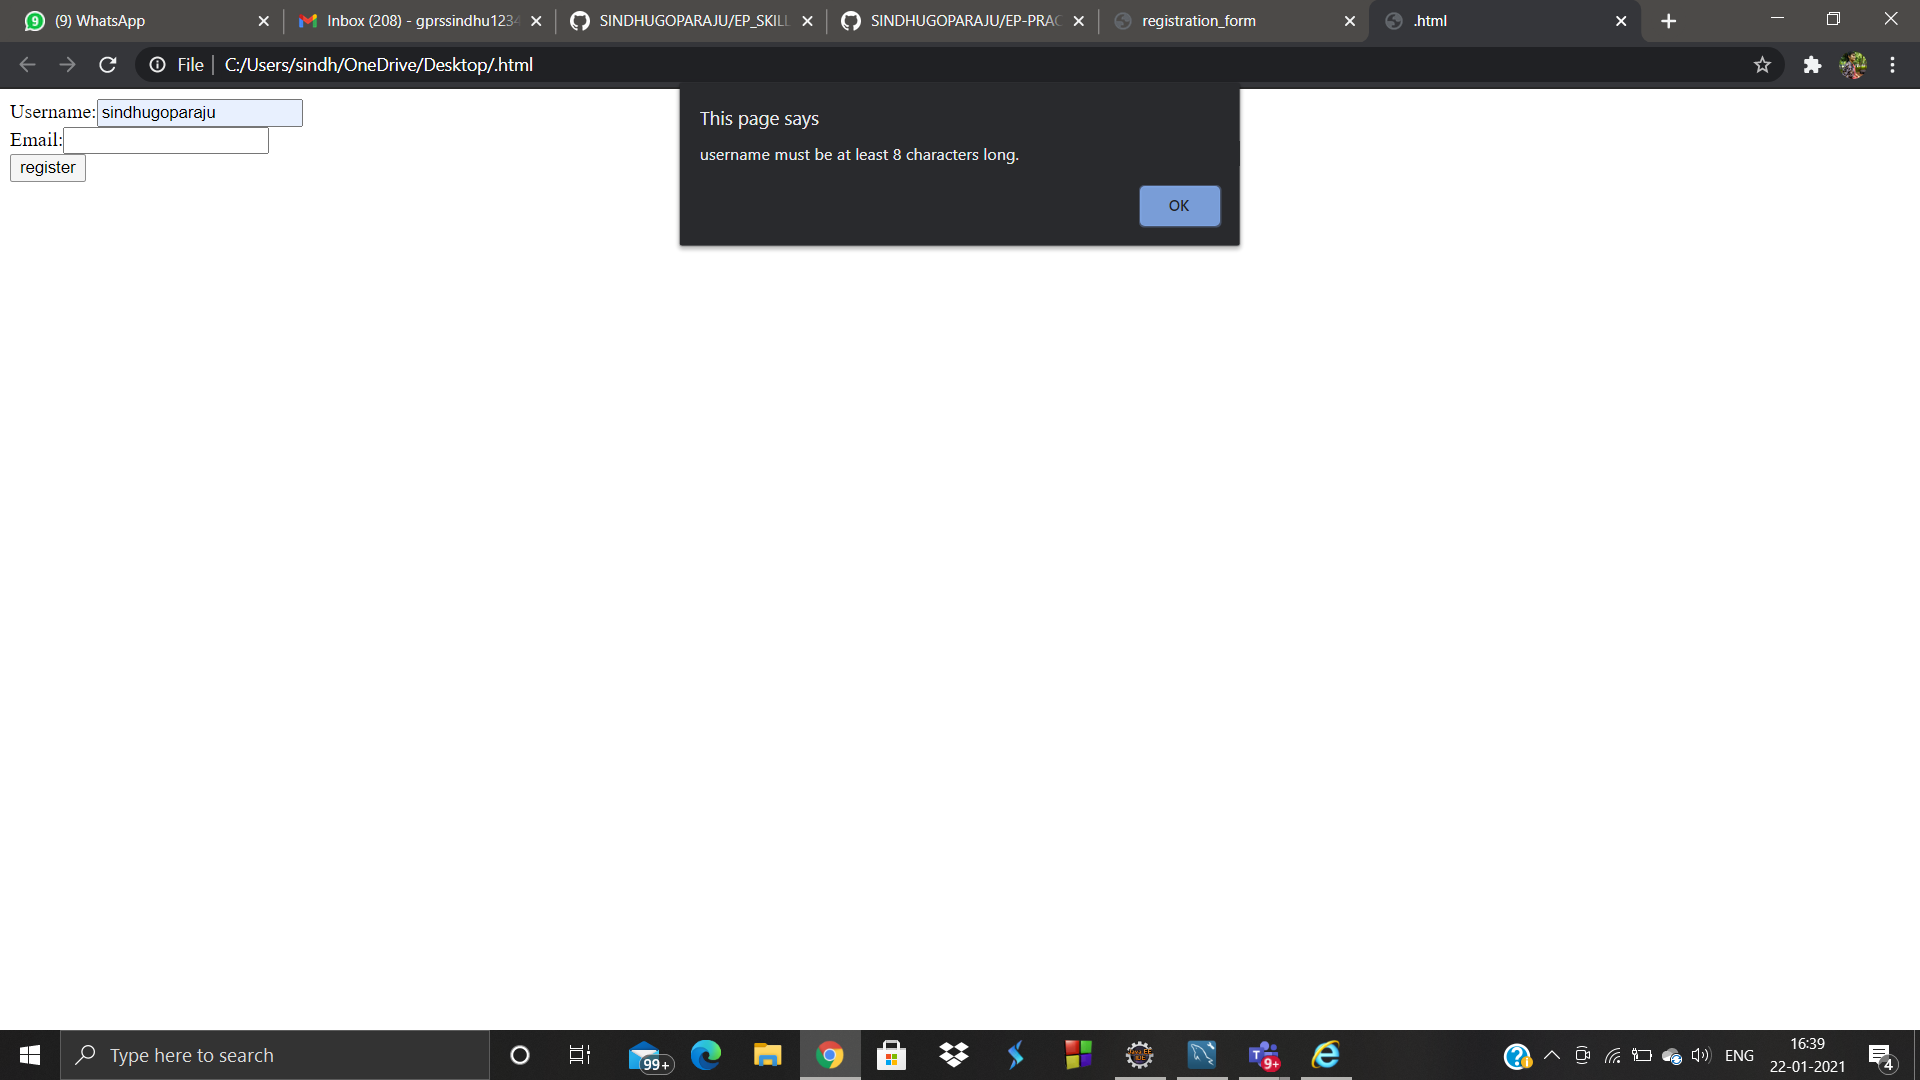 9 (9) WhatsApp
Inbox (208) - gprssindhu1234
SINDHUGOPARAJU/EP_SKILL
SINDHUGOPARAJU/EP-PRAC
registration_form
.html
File
C:/Users/sindh/OneDrive/Desktop/.html
Username: sindhugoparaju
Email:
register
This page says
username must be at least 8 characters long.
OK
Type here to search
99+
9+
ENG
16:39
22-01-2021
4